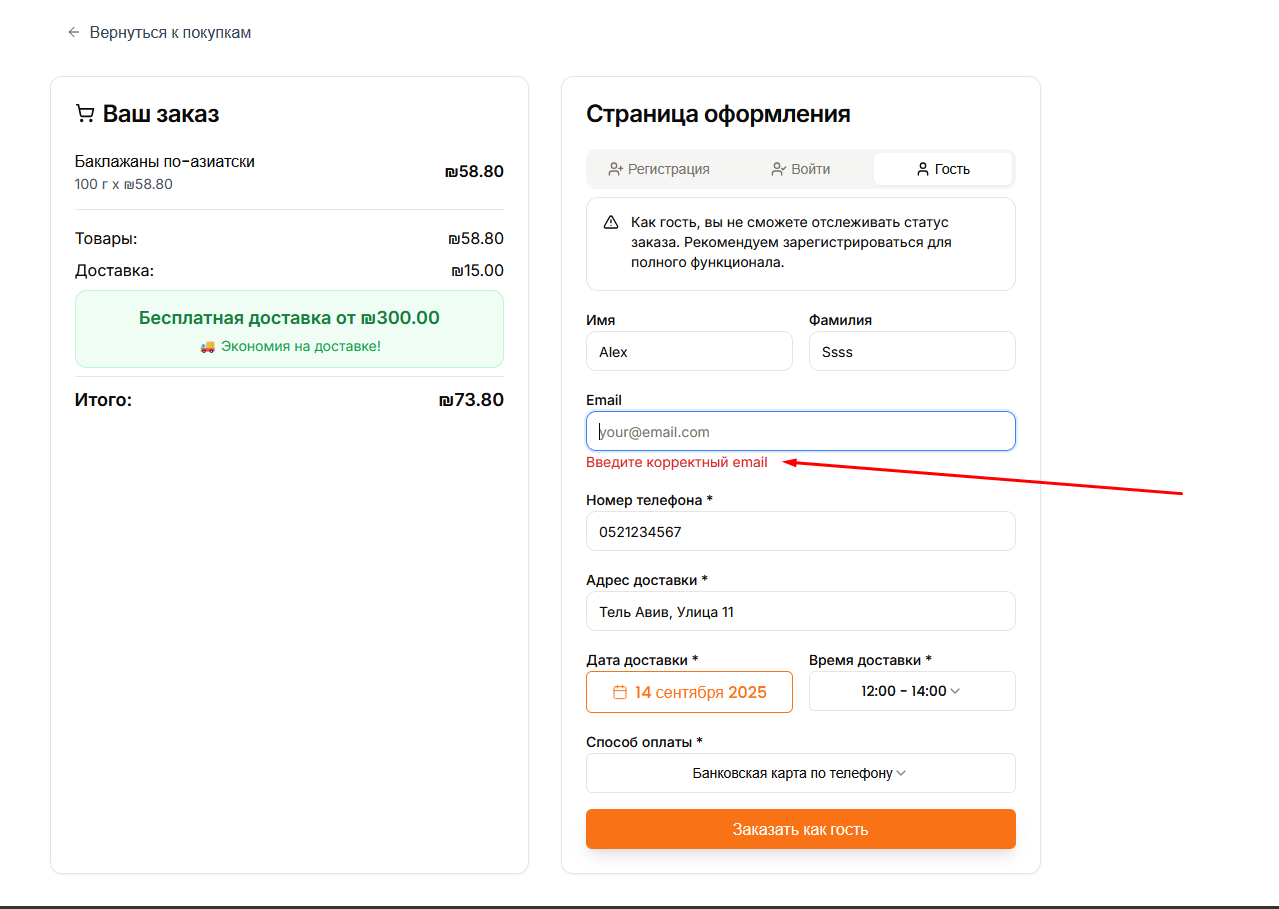 Вернуться к покупкам
Ваш заказ
Баклажаны по-азиатски
100 г x ₪58.80
₪58.80
Товары: ₪58.80
Доставка: ₪15.00
Бесплатная доставка от ₪300.00
🚚 Экономия на доставке!
Итого: ₪73.80
Страница оформления
Регистрация Войти Гость
Как гость, вы не сможете отслеживать статус
заказа. Рекомендуем зарегистрироваться для
полного функционала.
Имя Фамилия
Alex Ssss
Email
your@email.com
Введите корректный email
Номер телефона *
0521234567
Адрес доставки *
Тель Авив, Улица 11
Дата доставки * Время доставки *
14 сентября 2025 12:00 - 14:00
Способ оплаты *
Банковская карта по телефону
Заказать как гость